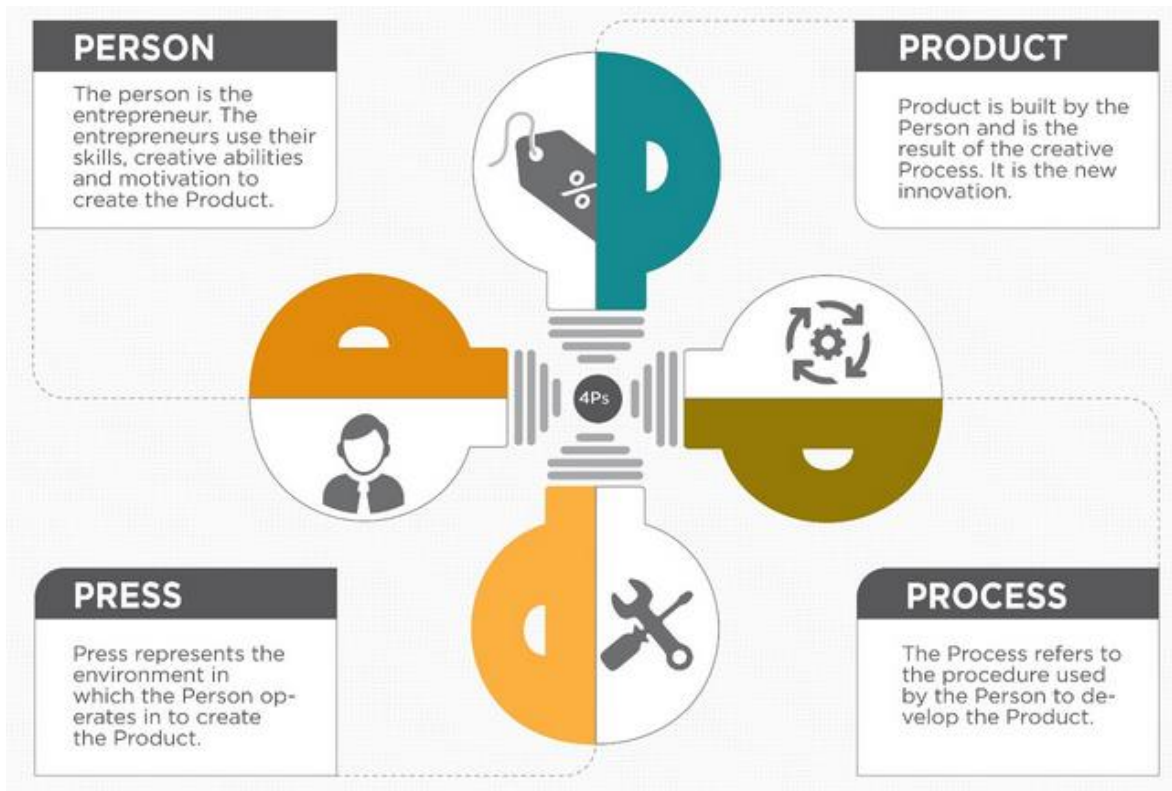 PERSON
The person is the
entrepreneur. The
entrepreneurs use their
skills, creative abilities
and motivation to
create the Product.
PRODUCT
Product is built by the
Person and is the
result of the creative
Process. It is the new
innovation.
%
4Ps
PRESS
Press represents the
environment in
which the Person op-
erates in to create
the Product.
PROCESS
The Process refers to
the procedure used
by the Person to de-
velop the Product.